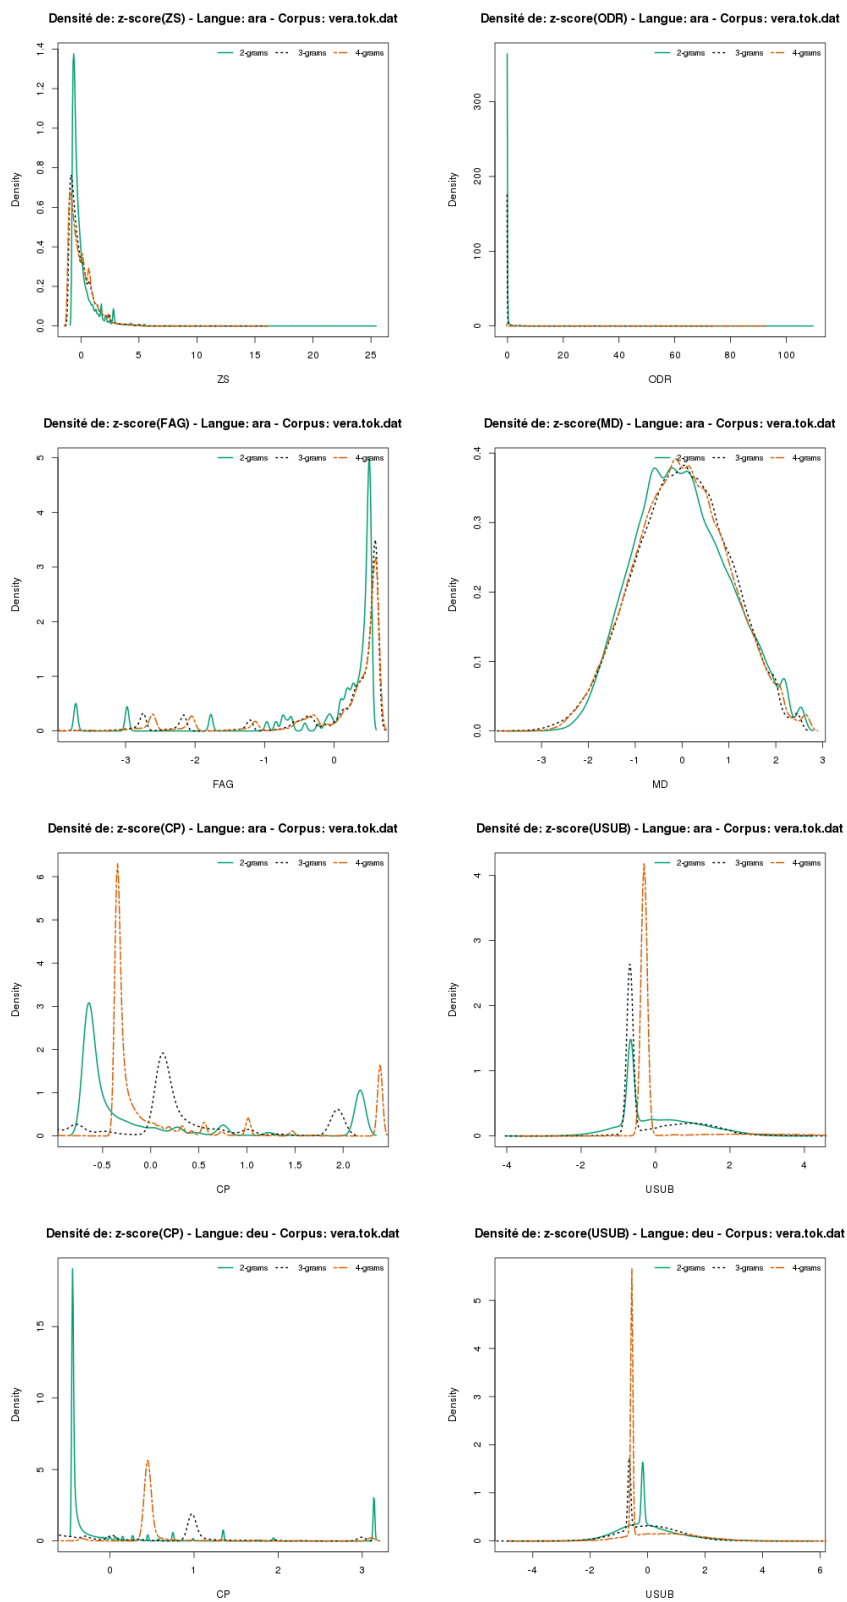 Densité de: z-score(ZS) - Langue: ara - Corpus: vera.tok.dat
2-grams 3-grams 4-grams
Density
0.0 0.2 0.4 0.6 0.8 1.0 1.2 1.4
0 5 10 15 20 25
ZS
Densité de: z-score(ODR) - Langue: ara - Corpus: vera.tok.dat
2-grams 3-grams 4-grams
Density
0 100 200 300
0 20 40 60 80 100
ODR
Densité de: z-score(FAG) - Langue: ara - Corpus: vera.tok.dat
2-grams 3-grams 4-grams
Density
0 1 2 3 4 5
-3 -2 -1 0
FAG
Densité de: z-score(MD) - Langue: ara - Corpus: vera.tok.dat
2-grams 3-grams 4-grams
Density
0.0 0.1 0.2 0.3 0.4
-3 -2 -1 0 1 2 3
MD
Densité de: z-score(CP) - Langue: ara - Corpus: vera.tok.dat
2-grams 3-grams 4-grams
Density
0 1 2 3 4 5 6
-0.5 0.0 0.5 1.0 1.5 2.0
CP
Densité de: z-score(USUB) - Langue: ara - Corpus: vera.tok.dat
2-grams 3-grams 4-grams
Density
0 1 2 3 4
-4 -2 0 2 4
USUB
Densité de: z-score(CP) - Langue: deu - Corpus: vera.tok.dat
2-grams 3-grams 4-grams
Density
0 5 10 15
0 1 2 3
CP
Densité de: z-score(USUB) - Langue: deu - Corpus: vera.tok.dat
2-grams 3-grams 4-grams
Density
0 1 2 3 4 5
-4 -2 0 2 4 6
USUB